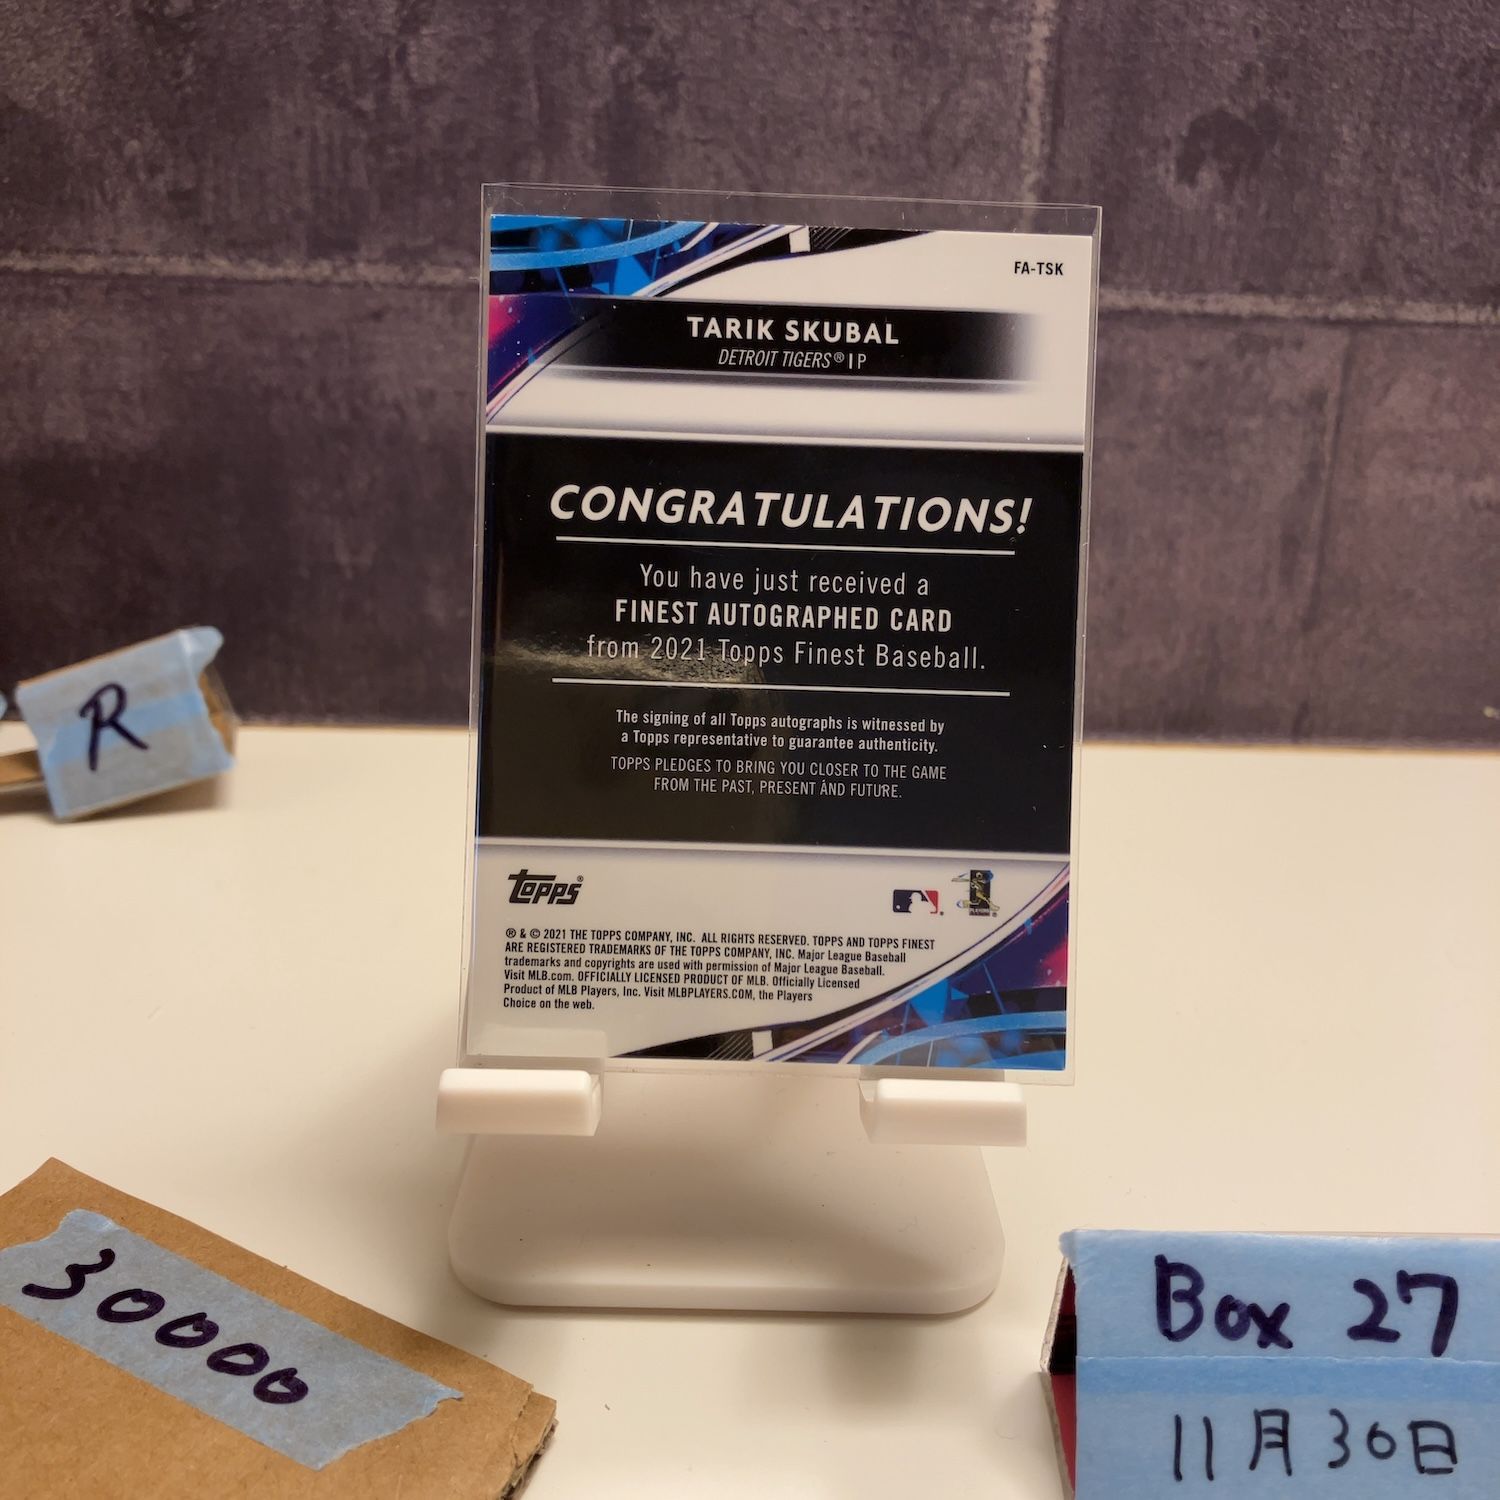 FA-TSK
TARIK SKUBAL
DETROIT TIGERS® | P
CONGRATULATIONS!
You have just received a
FINEST AUTOGRAPHED CARD
from 2021 Topps Finest Baseball.
The signing of all Topps autographs is witnessed by
a Topps representative to guarantee authenticity.
TOPPS PLEDGES TO BRING YOU CLOSER TO THE GAME
FROM THE PAST, PRESENT AND FUTURE.
Topps®
® & © 2021 THE TOPPS COMPANY, INC. ALL RIGHTS RESERVED. TOPPS AND TOPPS FINEST
ARE REGISTERED TRADEMARKS OF THE TOPPS COMPANY, INC. Major League Baseball
trademarks and copyrights are used with permission of Major League Baseball.
Visit MLB.com. OFFICIALLY LICENSED PRODUCT OF MLB. Officially Licensed
Product of MLB Players, Inc. Visit MLBPLAYERS.COM, the Players
Choice on the web.
R
30000
Box 27
11月30日